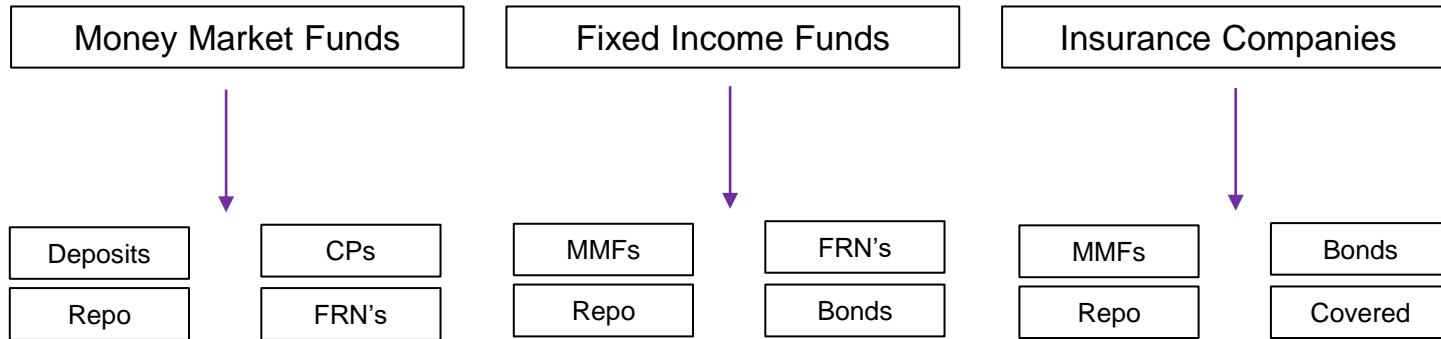 Money Market Funds
Fixed Income Funds
Insurance Companies
Deposits
CPs
Repo
FRN's
MMFs
FRN's
Repo
Bonds
MMFs
Bonds
Repo
Covered